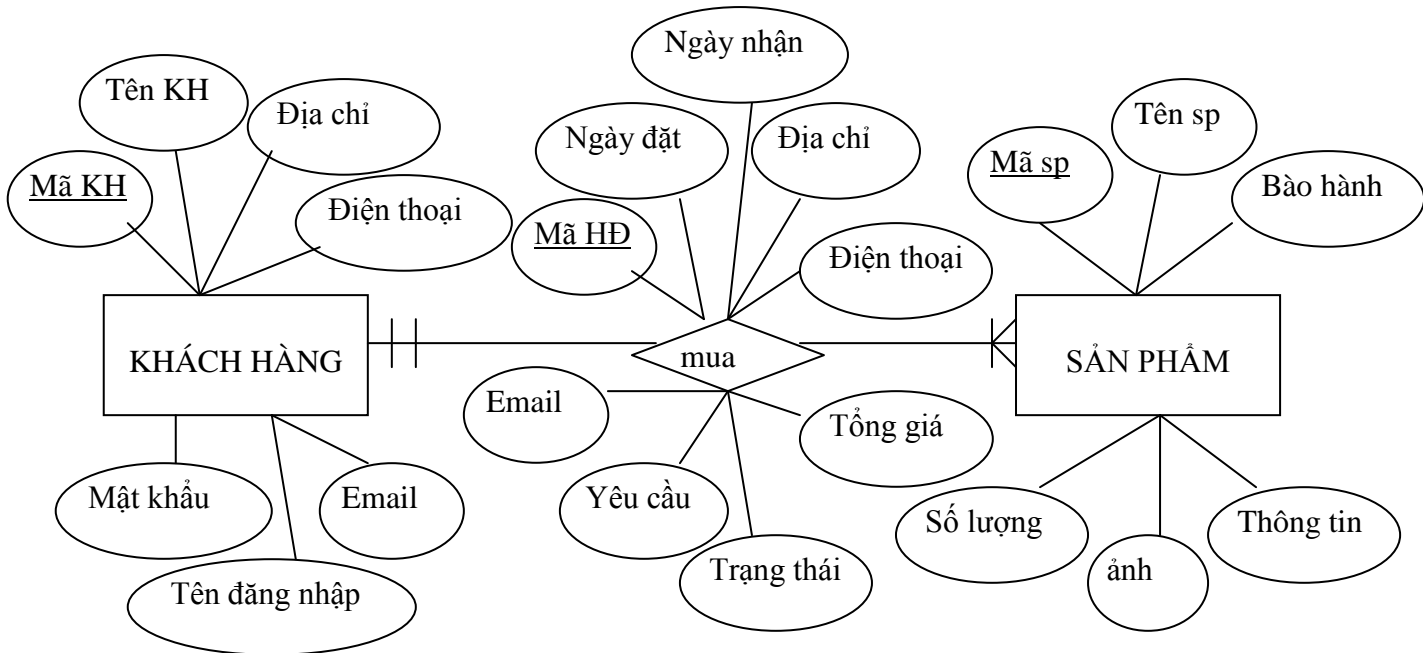 Ngày nhận
Tên KH
Địa chỉ
Ngày đặt
Địa chỉ
Tên sp
Mã sp
Mã KH
Điện thoại
Mã HĐ
Điện thoại
Bào hành
KHÁCH HÀNG
mua
SẢN PHẨM
Email
Tổng giá
Mật khẩu
Email
Yêu cầu
Số lượng
Thông tin
Tên đăng nhập
Trạng thái
ảnh